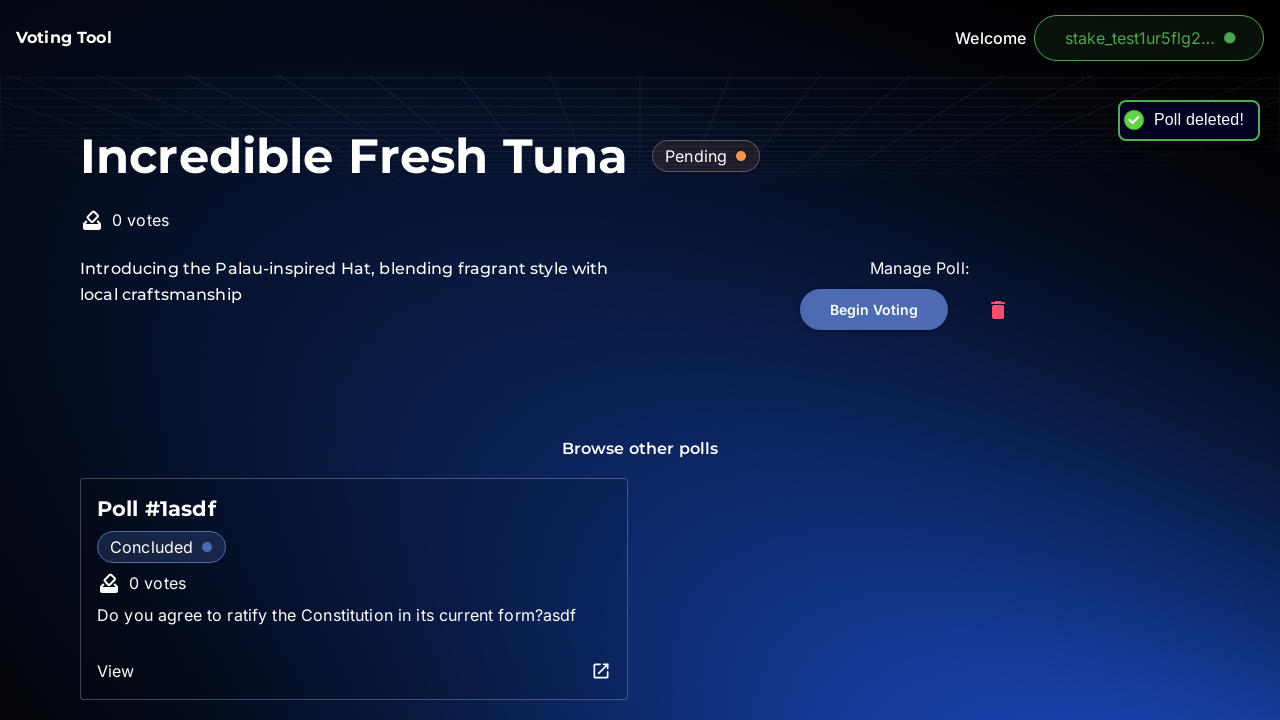 Voting Tool
Welcome
stake_test1ur5flg2...
Poll deleted!
Incredible Fresh Tuna
Pending
0 votes
Introducing the Palau-inspired Hat, blending fragrant style with
local craftsmanship
Manage Poll:
Begin Voting
Browse other polls
Poll #1asdf
Concluded
0 votes
Do you agree to ratify the Constitution in its current form?asdf
View